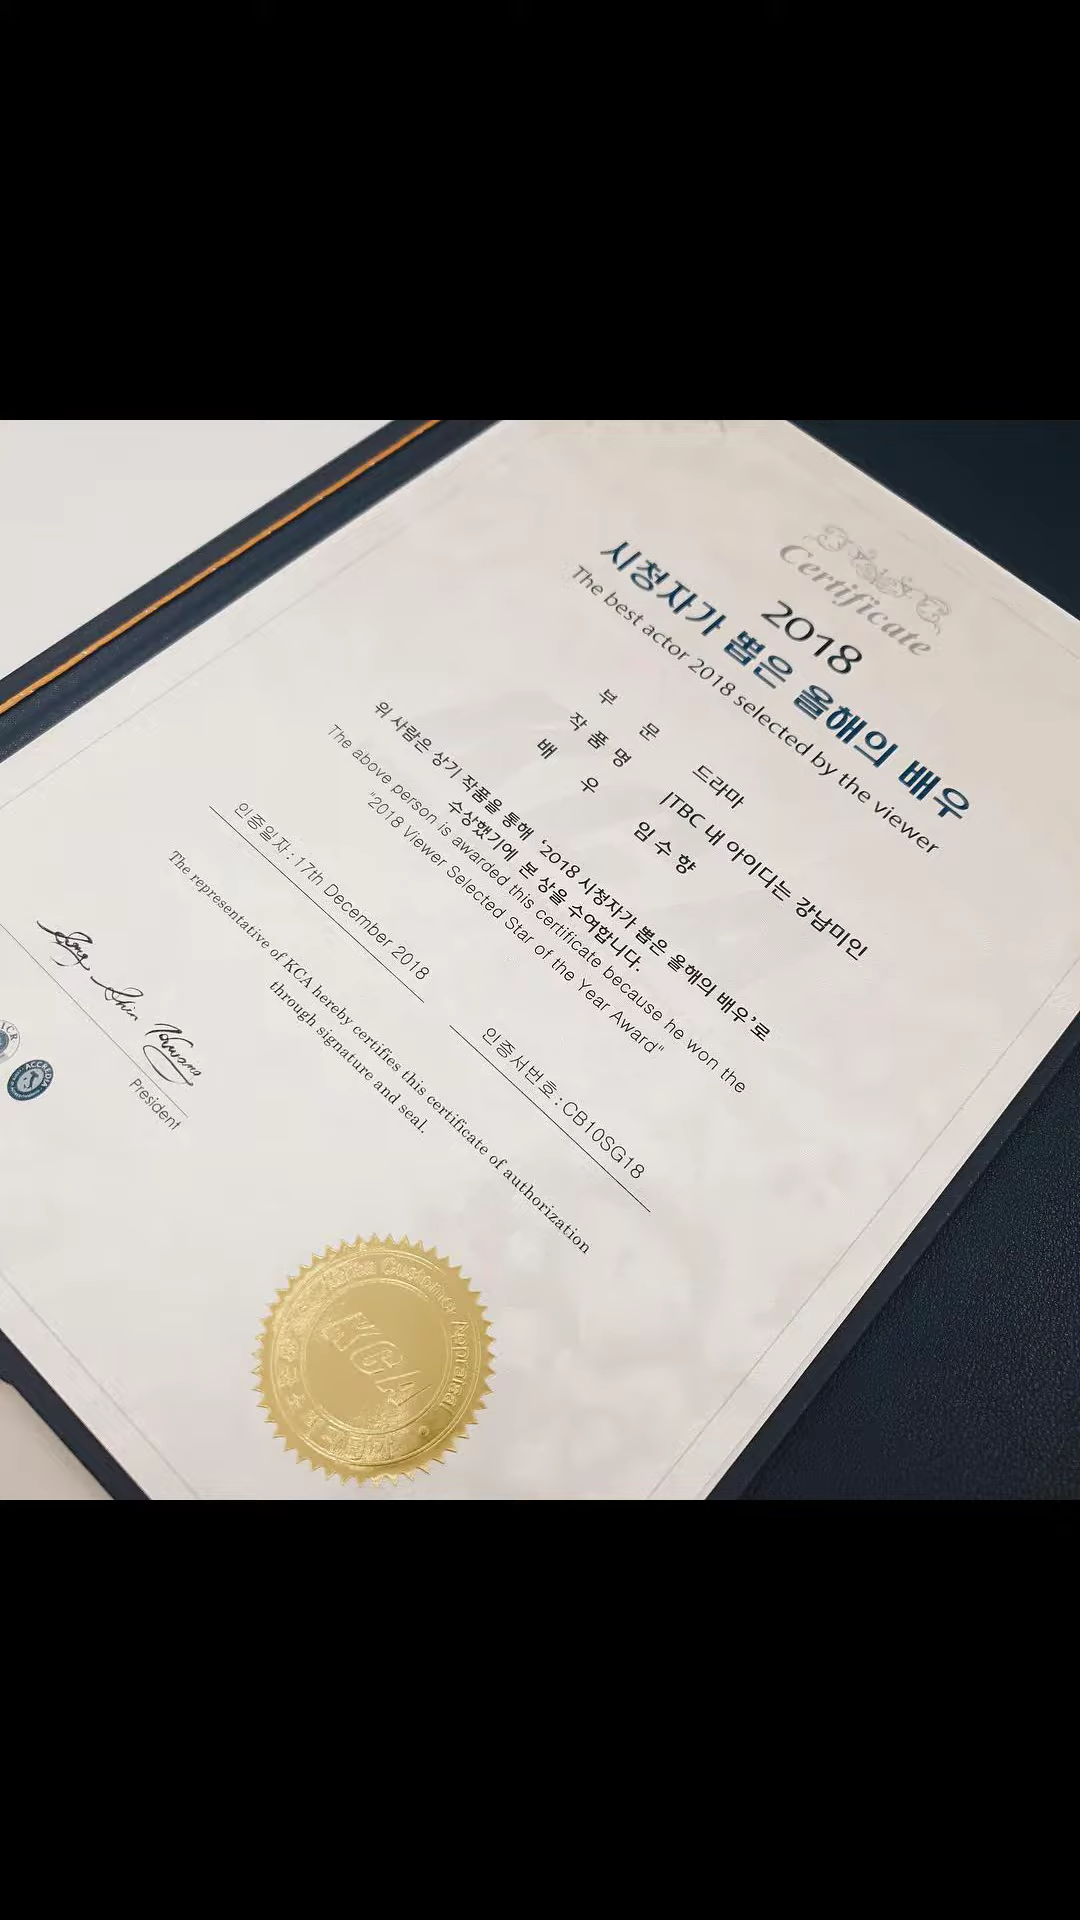 Certificate
2018
시청자가 뽑은 올해의 배우
The best actor 2018 selected by the viewer
부 문 드라마
작품명 JTBC 내 아이디는 강남미인
배 우 임수향
위 사람은 상기 작품을 통해 '2018 시청자가 뽑은 올해의 배우'로
수상했기에 본 상을 수여합니다.
The above person is awarded this certificate because he won the
"2018 Viewer Selected Star of the Year Award"
인증일자 : 17th December 2018
인증서번호 : CB10SG18
The representative of KCA hereby certifies this certificate of authorization
through signature and seal.
President
ACCREDIA
Customer Appraisal
KCA